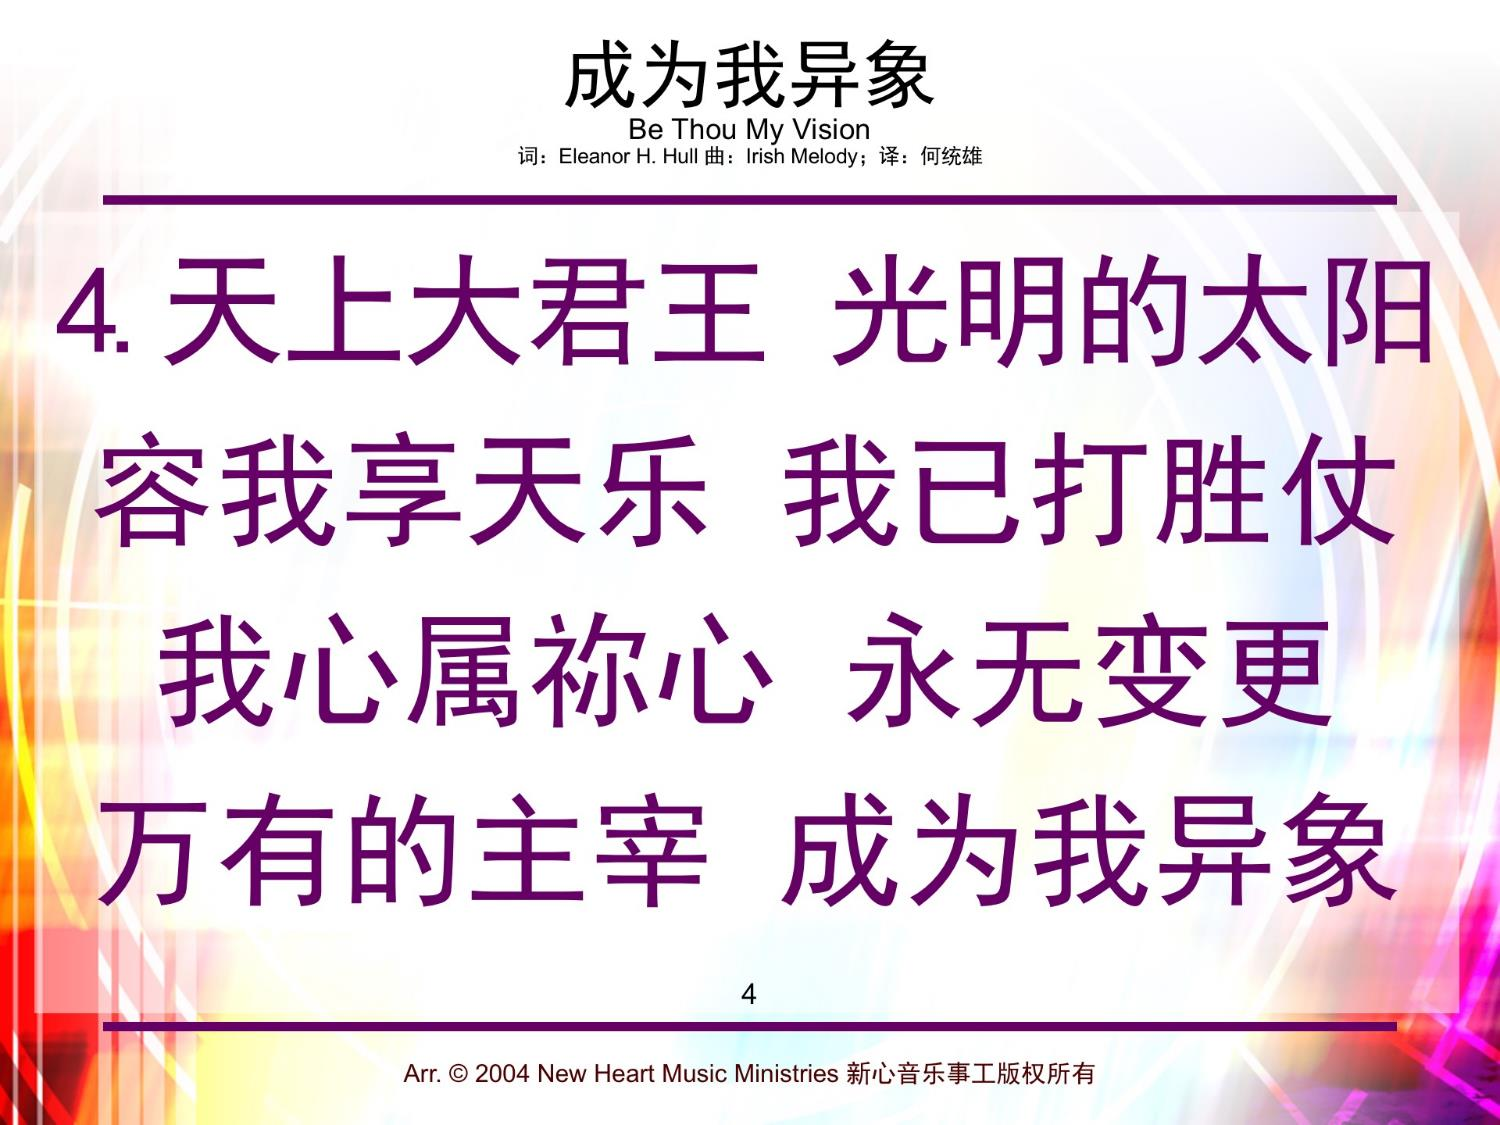 成为我异象
Be Thou My Vision
词：Eleanor H. Hull 曲：Irish Melody；译：何统雄
4. 天上大君王 光明的太阳
容我享天乐 我已打胜仗
我心属祢心 永无变更
万有的主宰 成为我异象
4
Arr. © 2004 New Heart Music Ministries 新心音乐事工版权所有